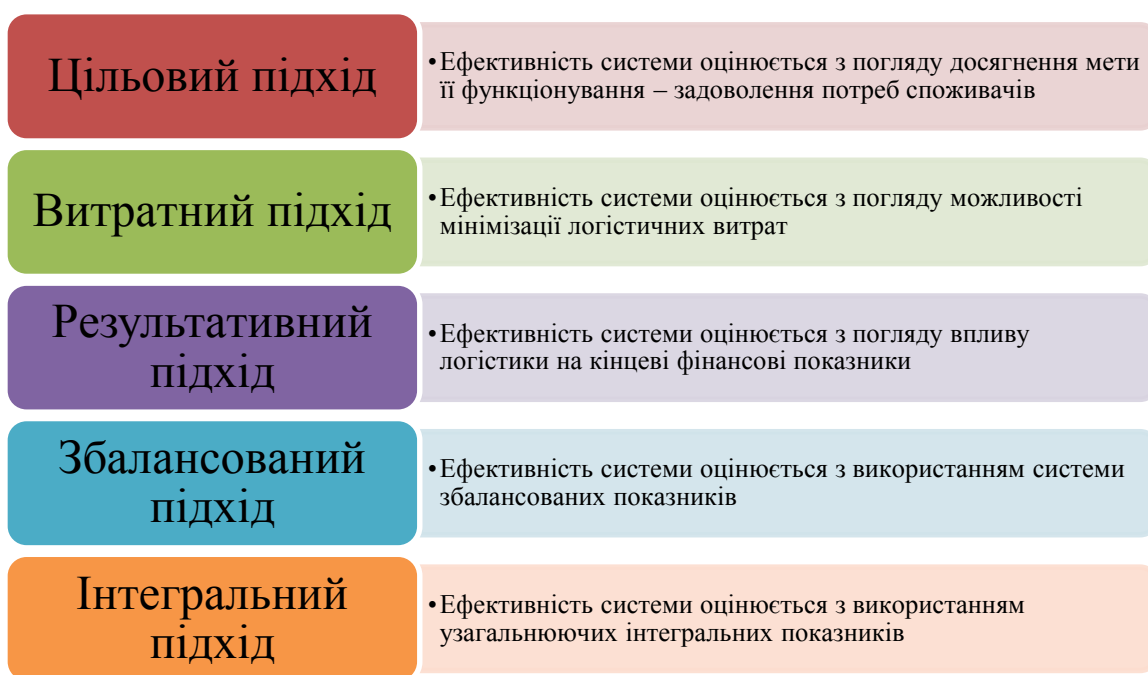 Цільовий підхід
•Ефективність системи оцінюється з погляду досягнення мети
її функціонування – задоволення потреб споживачів
Витратний підхід
•Ефективність системи оцінюється з погляду можливості
мінімізації логістичних витрат
Результативний
підхід
•Ефективність системи оцінюється з погляду впливу
логістики на кінцеві фінансові показники
Збалансований
підхід
•Ефективність системи оцінюється з використанням системи
збалансованих показників
Інтегральний
підхід
•Ефективність системи оцінюється з використанням
узагальнюючих інтегральних показників